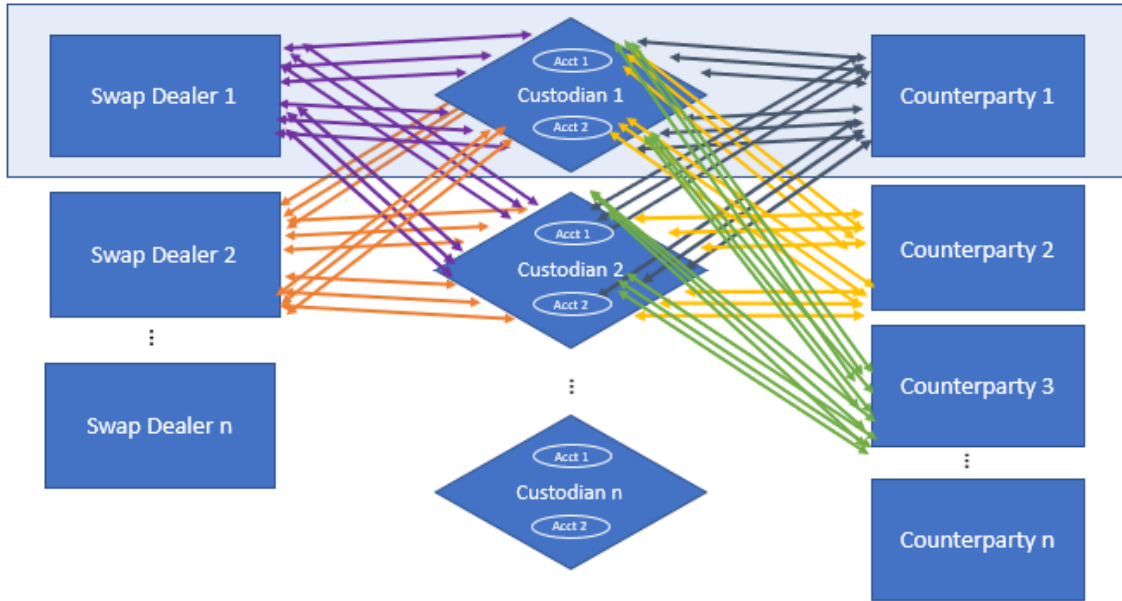 Swap Dealer 1
Acct 1
Custodian 1
Acct 2
Counterparty 1
Swap Dealer 2
Acct 1
Custodian 2
Acct 2
Counterparty 2
...
Counterparty 3
Swap Dealer n
...
...
Acct 1
Custodian n
Acct 2
Counterparty n